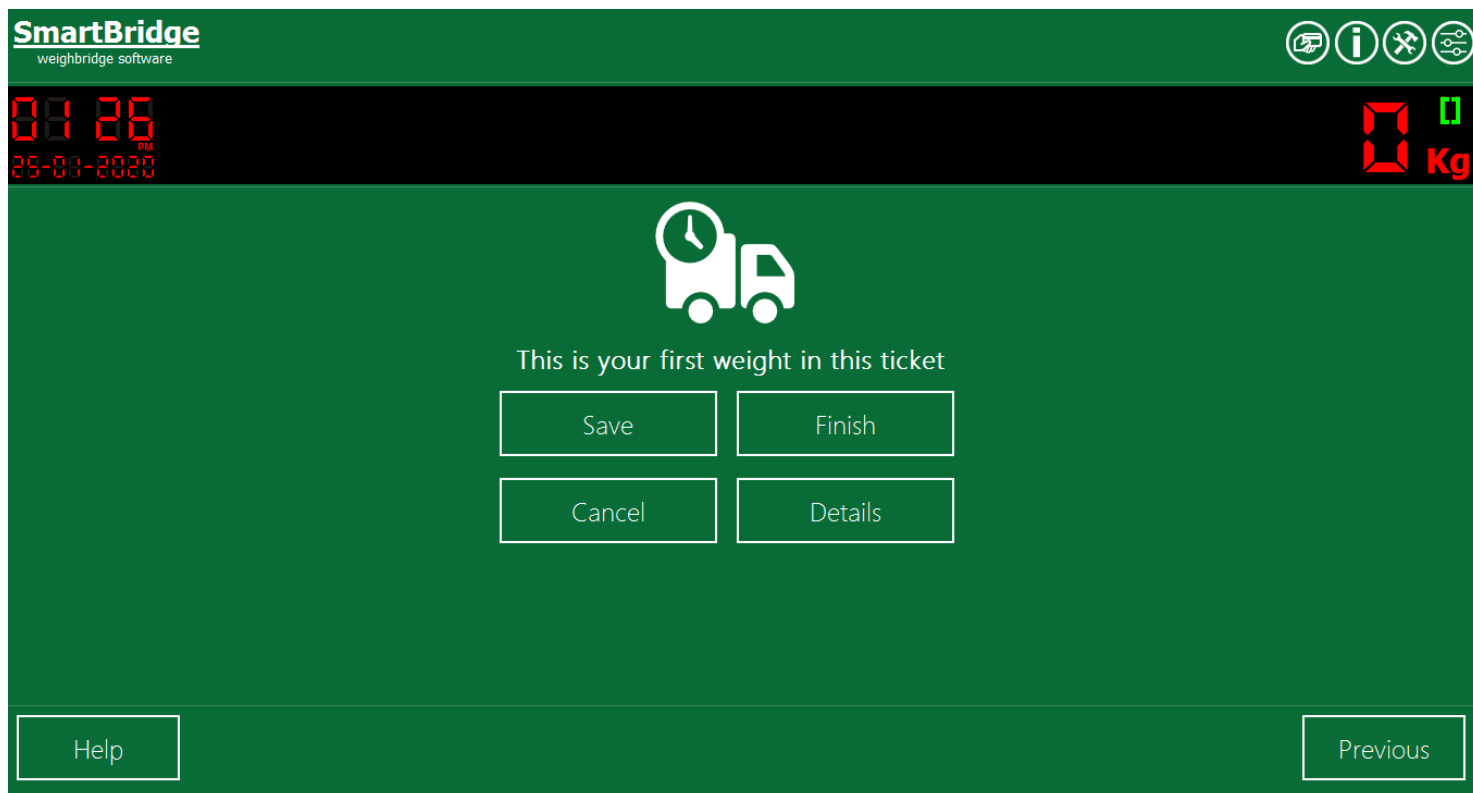 SmartBridge
weighbridge software
01 26
PM
25-01-2020
0 []
Kg
This is your first weight in this ticket
Save Finish
Cancel Details
Help Previous